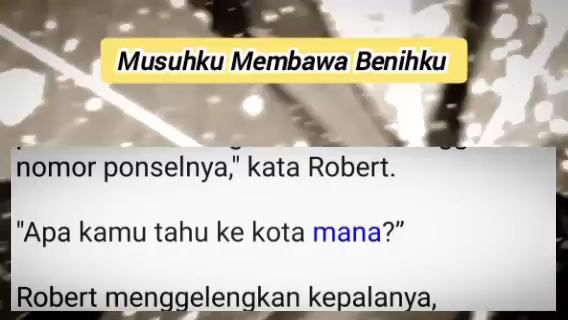 Musuhku Membawa Benihku
nomor ponselnya," kata Robert.
"Apa kamu tahu ke kota mana?”
Robert menggelengkan kepalanya,